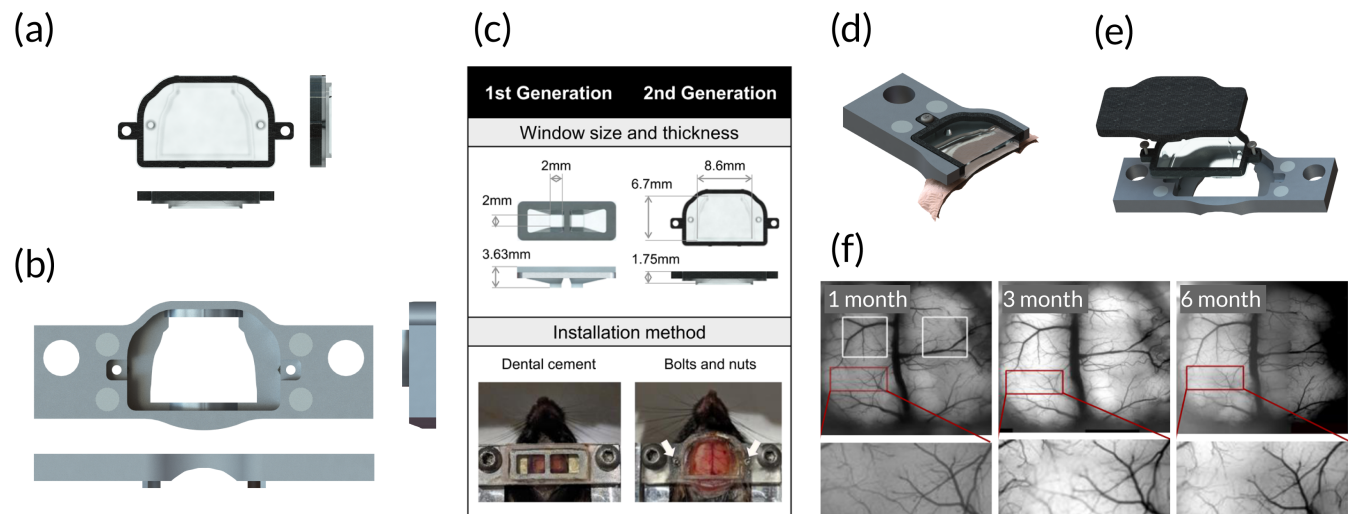 (a)
(b)
(c)
1st Generation 2nd Generation
Window size and thickness
2mm
2mm
3.63mm
8.6mm
6.7mm
1.75mm
Installation method
Dental cement Bolts and nuts
(d)
(e)
(f)
1 month 3 month 6 month